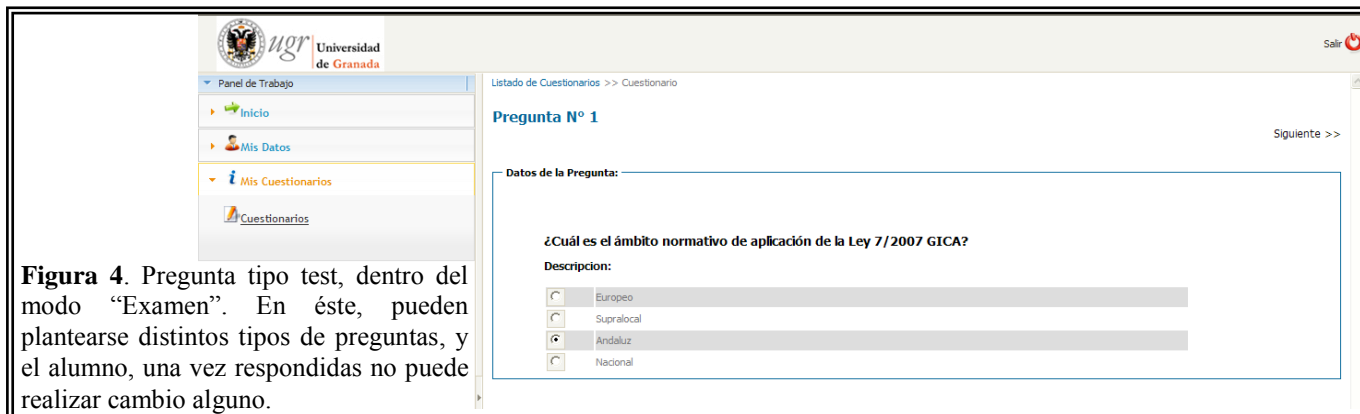 ugr Universidad
de Granada
Salir
Panel de Trabajo
Inicio
Mis Datos
Mis Cuestionarios
Cuestionarios
Listado de Cuestionarios >> Cuestionario
Pregunta Nº 1
Siguiente >>
Datos de la Pregunta:
¿Cuál es el ámbito normativo de aplicación de la Ley 7/2007 GICA?
Descripcion:
Europeo
Supralocal
Andaluz
Nacional
Figura 4. Pregunta tipo test, dentro del
modo “Examen”. En éste, pueden
plantearse distintos tipos de preguntas, y
el alumno, una vez respondidas no puede
realizar cambio alguno.